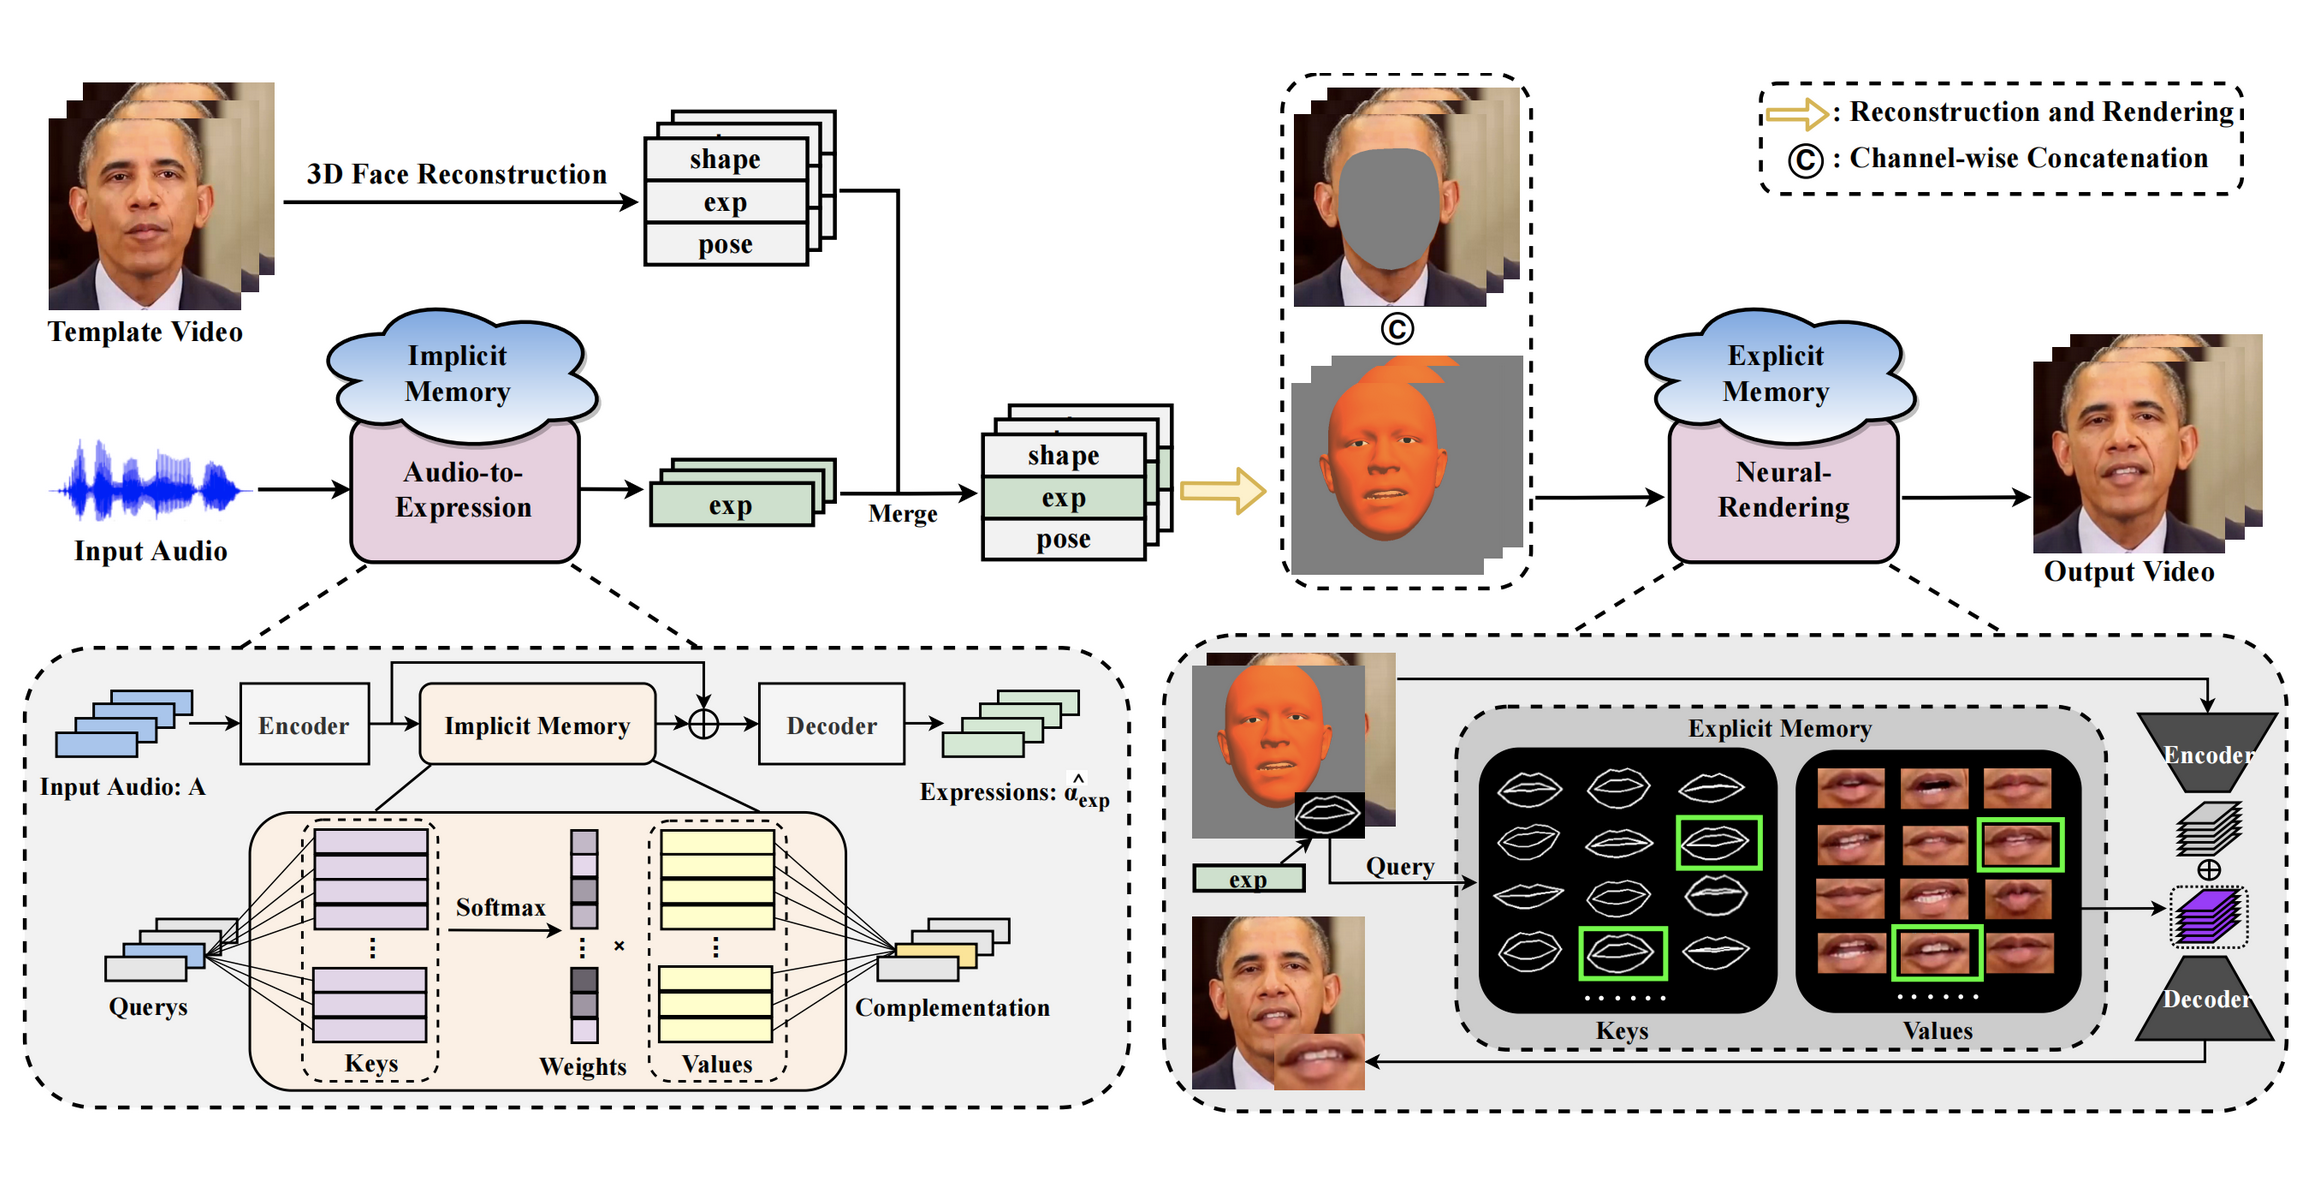 3D Face Reconstruction
shape
exp
pose
Template Video
: Reconstruction and Rendering
C : Channel-wise Concatenation
C
Implicit
Memory
Audio-to-
Expression
Input Audio
exp
Merge
shape
exp
pose
Explicit
Memory
Neural-
Rendering
Output Video
Encoder
Implicit Memory
Decoder
Input Audio: A
Expressions: α̂exp
Softmax
×
Querys
Keys
Weights
Values
Complementation
Explicit Memory
Encoder
exp
Query
Keys
Values
Decoder